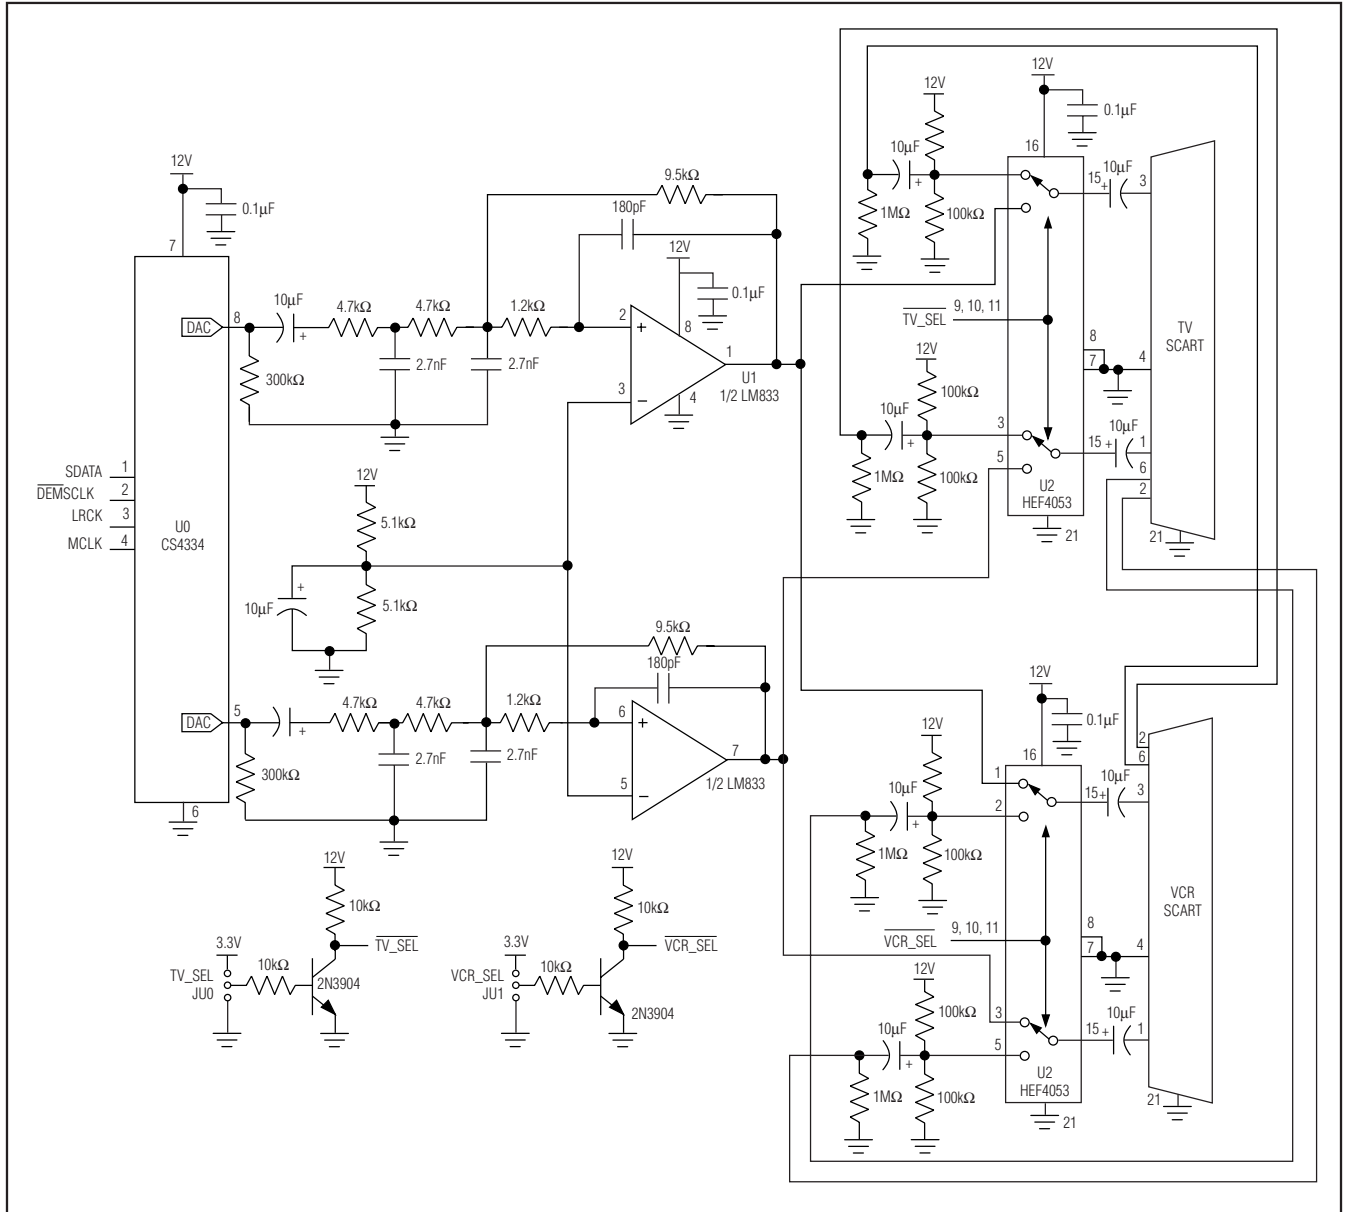 12V
0.1µF
7
DAC
8
10µF
4.7kΩ
4.7kΩ
1.2kΩ
9.5kΩ
180pF
12V
0.1µF
2
+
8
1
3
−
4
U1
1/2 LM833
300kΩ
2.7nF
2.7nF
+
SDATA 1
DEMSCLK 2
LRCK 3
MCLK 4
U0
CS4334
12V
5.1kΩ
5.1kΩ
+
10µF
DAC
5
+
4.7kΩ
4.7kΩ
1.2kΩ
9.5kΩ
180pF
6
+
7
5
−
1/2 LM833
300kΩ
2.7nF
2.7nF
6
12V
10kΩ
TV_SEL
3.3V
TV_SEL
JU0
10kΩ
2N3904
12V
10kΩ
VCR_SEL
3.3V
VCR_SEL
JU1
10kΩ
2N3904
12V
0.1µF
16
12V
10µF
+
1MΩ
100kΩ
15
+
10µF
3
TV_SEL
9, 10, 11
TV
SCART
8
7
4
12V
100kΩ
10µF
+
1MΩ
100kΩ
3
5
15
+
10µF
1
6
2
U2
HEF4053
21
21
12V
0.1µF
16
12V
10µF
+
1MΩ
100kΩ
1
2
15
+
10µF
2
6
3
VCR_SEL
9, 10, 11
VCR
SCART
8
7
4
12V
100kΩ
10µF
+
1MΩ
100kΩ
3
5
15
+
10µF
1
U2
HEF4053
21
21